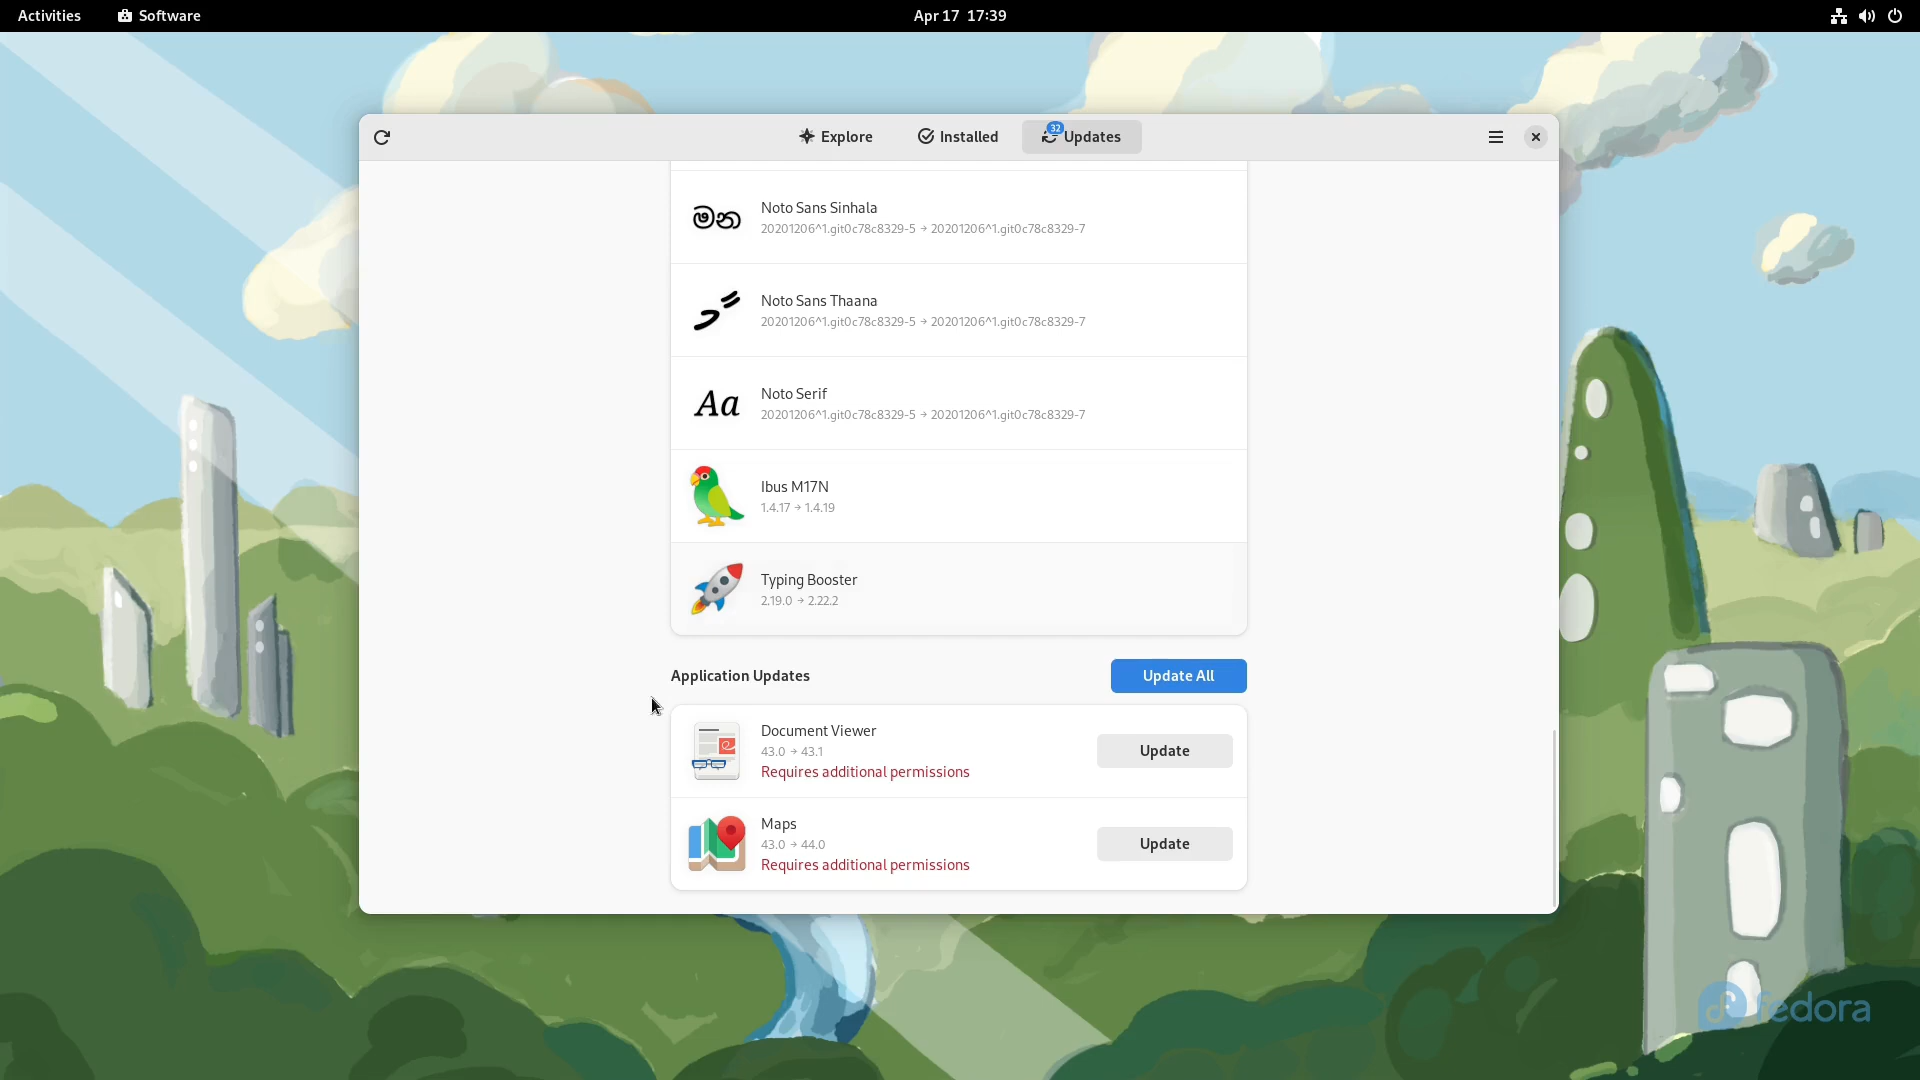 Activities
Software
Apr 17 17:39
Explore
Installed
32
Updates
මන
Noto Sans Sinhala
20201206^1.git0c78c8329-5 → 20201206^1.git0c78c8329-7
Noto Sans Thaana
20201206^1.git0c78c8329-5 → 20201206^1.git0c78c8329-7
Aa
Noto Serif
20201206^1.git0c78c8329-5 → 20201206^1.git0c78c8329-7
Ibus M17N
1.4.17 → 1.4.19
Typing Booster
2.19.0 → 2.22.2
Application Updates
Update All
Document Viewer
43.0 → 43.1
Requires additional permissions
Update
Maps
43.0 → 44.0
Requires additional permissions
Update
fedora